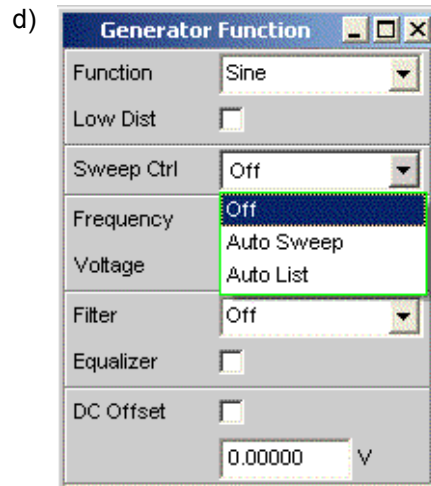 d)
Generator Function
Function Sine
Low Dist
Sweep Ctrl Off
Frequency Off
Auto Sweep
Voltage
Auto List
Filter Off
Equalizer
DC Offset
0.00000 V